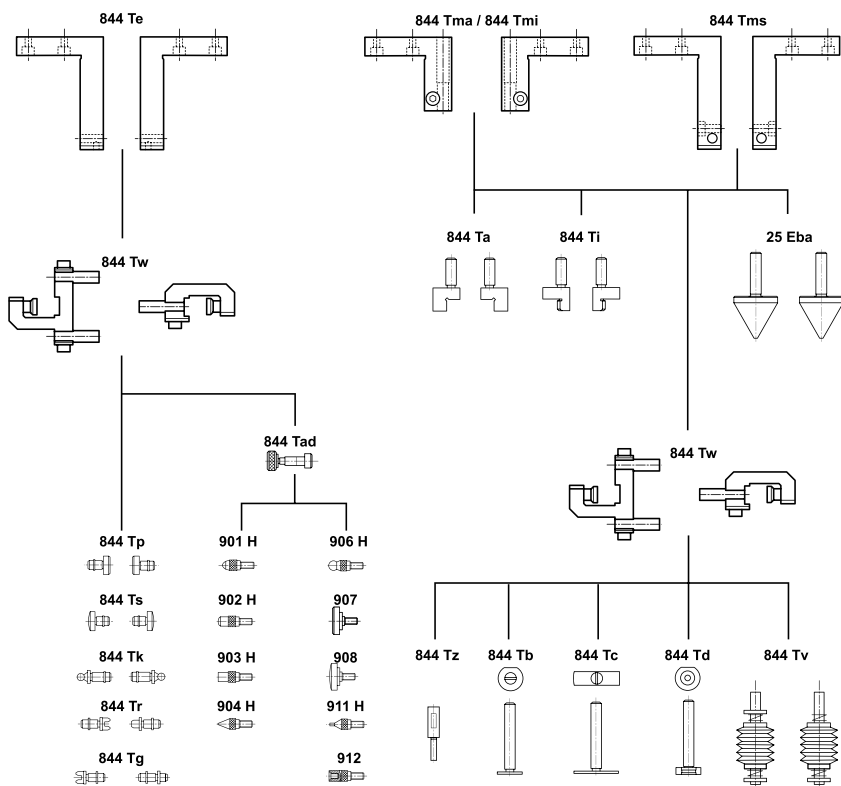 844 Te
844 Tma / 844 Tmi
844 Tms
844 Ta
844 Ti
25 Eba
844 Tw
844 Tad
844 Tw
844 Tp
901 H
906 H
844 Ts
902 H
907
844 Tk
903 H
908
844 Tr
904 H
911 H
844 Tg
912
844 Tz
844 Tb
844 Tc
844 Td
844 Tv